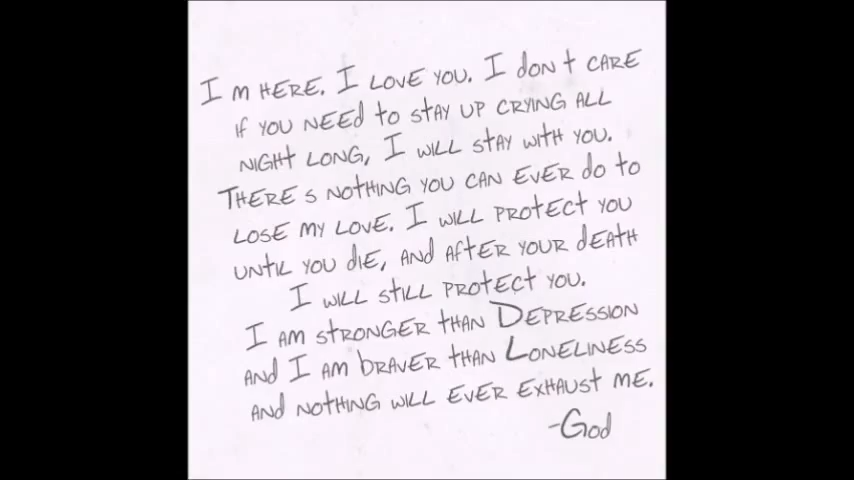 I m HERE. I LOVE YOU. I don t CARE
if YOU NEED to stAY UP CRYING ALL
NIGHT LONG, I WILL STAY WITH YOU.
THERE s NOTHING YOU CAN EVER do to
LOSE MY LOVE. I WILL PROTECT YOU
UNTIL YOU dIE, AND AFTER YOUR dEATH
I WILL STILL PROTECT YOU.
I AM STRONGER THAN DEPRESSION
AND I AM BRAVER THAN LONELINESS
AND NOTHING WILL EVER EXHAUST ME.
-God